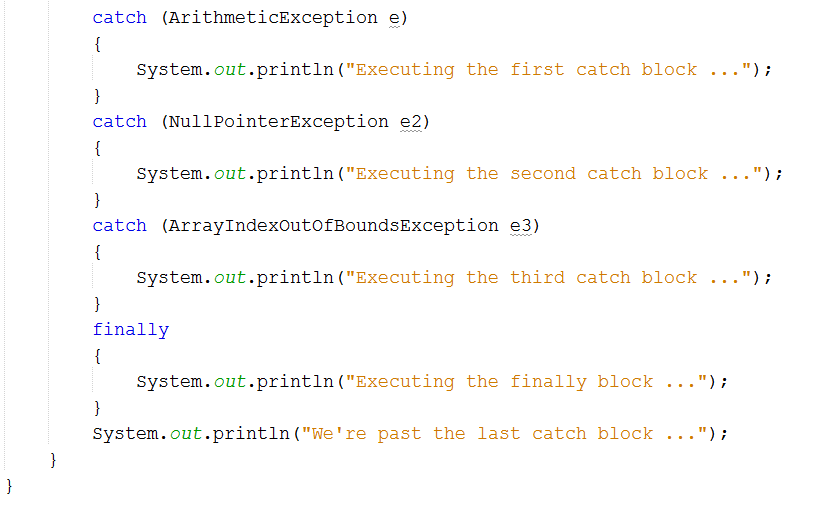 catch (ArithmeticException e)
{
System.out.println("Executing the first catch block ...");
}
catch (NullPointerException e2)
{
System.out.println("Executing the second catch block ...");
}
catch (ArrayIndexOutOfBoundsException e3)
{
System.out.println("Executing the third catch block ...");
}
finally
{
System.out.println("Executing the finally block ...");
}
System.out.println("We're past the last catch block ...");
}
}